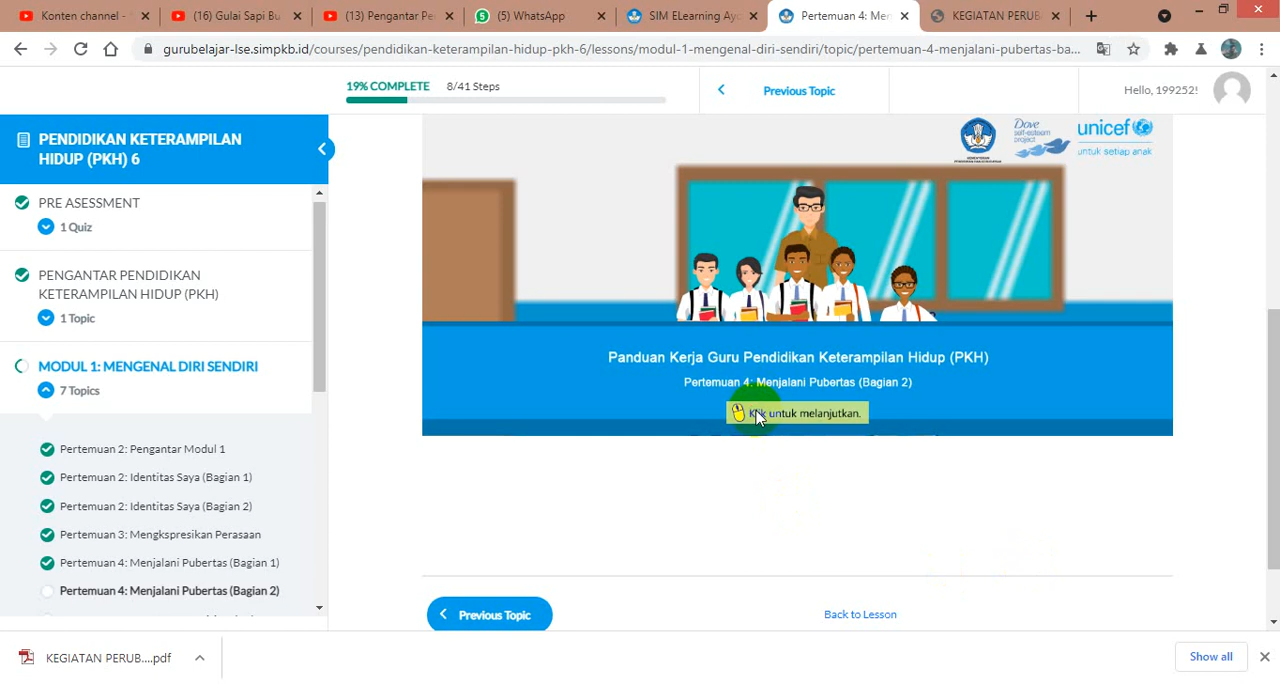 Konten channel -
(16) Gulai Sapi Bu
(13) Pengantar Pe
(5) WhatsApp
SIM ELearning Ay
Pertemuan 4: Men
KEGIATAN PERUB
gurubelajar-lse.simpkb.id/courses/pendidikan-keterampilan-hidup-pkh-6/lessons/modul-1-mengenal-diri-sendiri/topic/pertemuan-4-menjalani-pubertas-ba...
19% COMPLETE
8/41 Steps
Previous Topic
Hello, 199252!
PENDIDIKAN KETERAMPILAN
HIDUP (PKH) 6
PRE ASESSMENT
1 Quiz
PENGANTAR PENDIDIKAN
KETERAMPILAN HIDUP (PKH)
1 Topic
MODUL 1: MENGENAL DIRI SENDIRI
7 Topics
Pertemuan 2: Pengantar Modul 1
Pertemuan 2: Identitas Saya (Bagian 1)
Pertemuan 2: Identitas Saya (Bagian 2)
Pertemuan 3: Mengkspresikan Perasaan
Pertemuan 4: Menjalani Pubertas (Bagian 1)
Pertemuan 4: Menjalani Pubertas (Bagian 2)
Dove
self-esteem
project
unicef
untuk setiap anak
Panduan Kerja Guru Pendidikan Keterampilan Hidup (PKH)
Pertemuan 4: Menjalani Pubertas (Bagian 2)
Klik untuk melanjutkan.
Previous Topic
Back to Lesson
KEGIATAN PERUB....pdf
Show all